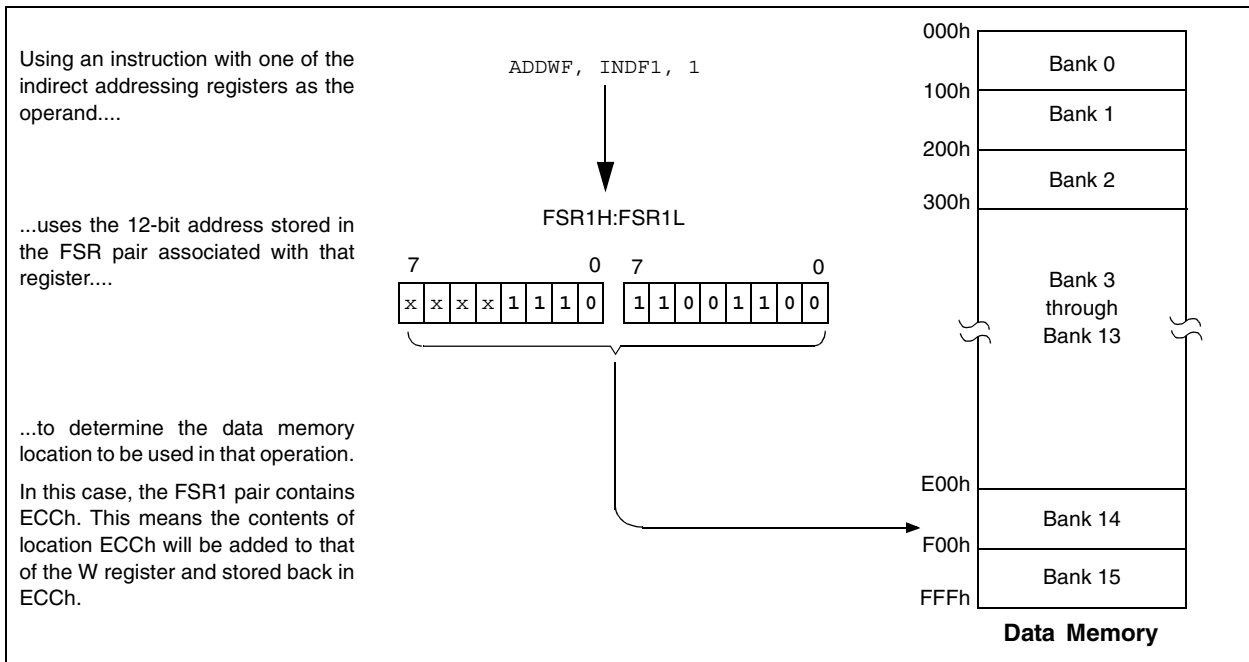 Using an instruction with one of the
indirect addressing registers as the
operand....
ADDWF, INDF1, 1
...uses the 12-bit address stored in
the FSR pair associated with that
register....
FSR1H:FSR1L
7 0 7 0
x x x x 1 1 1 0 1 1 0 0 1 1 0 0
...to determine the data memory
location to be used in that operation.
In this case, the FSR1 pair contains
ECCh. This means the contents of
location ECCh will be added to that
of the W register and stored back in
ECCh.
000h
Bank 0
100h
Bank 1
200h
Bank 2
300h
Bank 3
through
Bank 13
E00h
Bank 14
F00h
Bank 15
FFFh
Data Memory